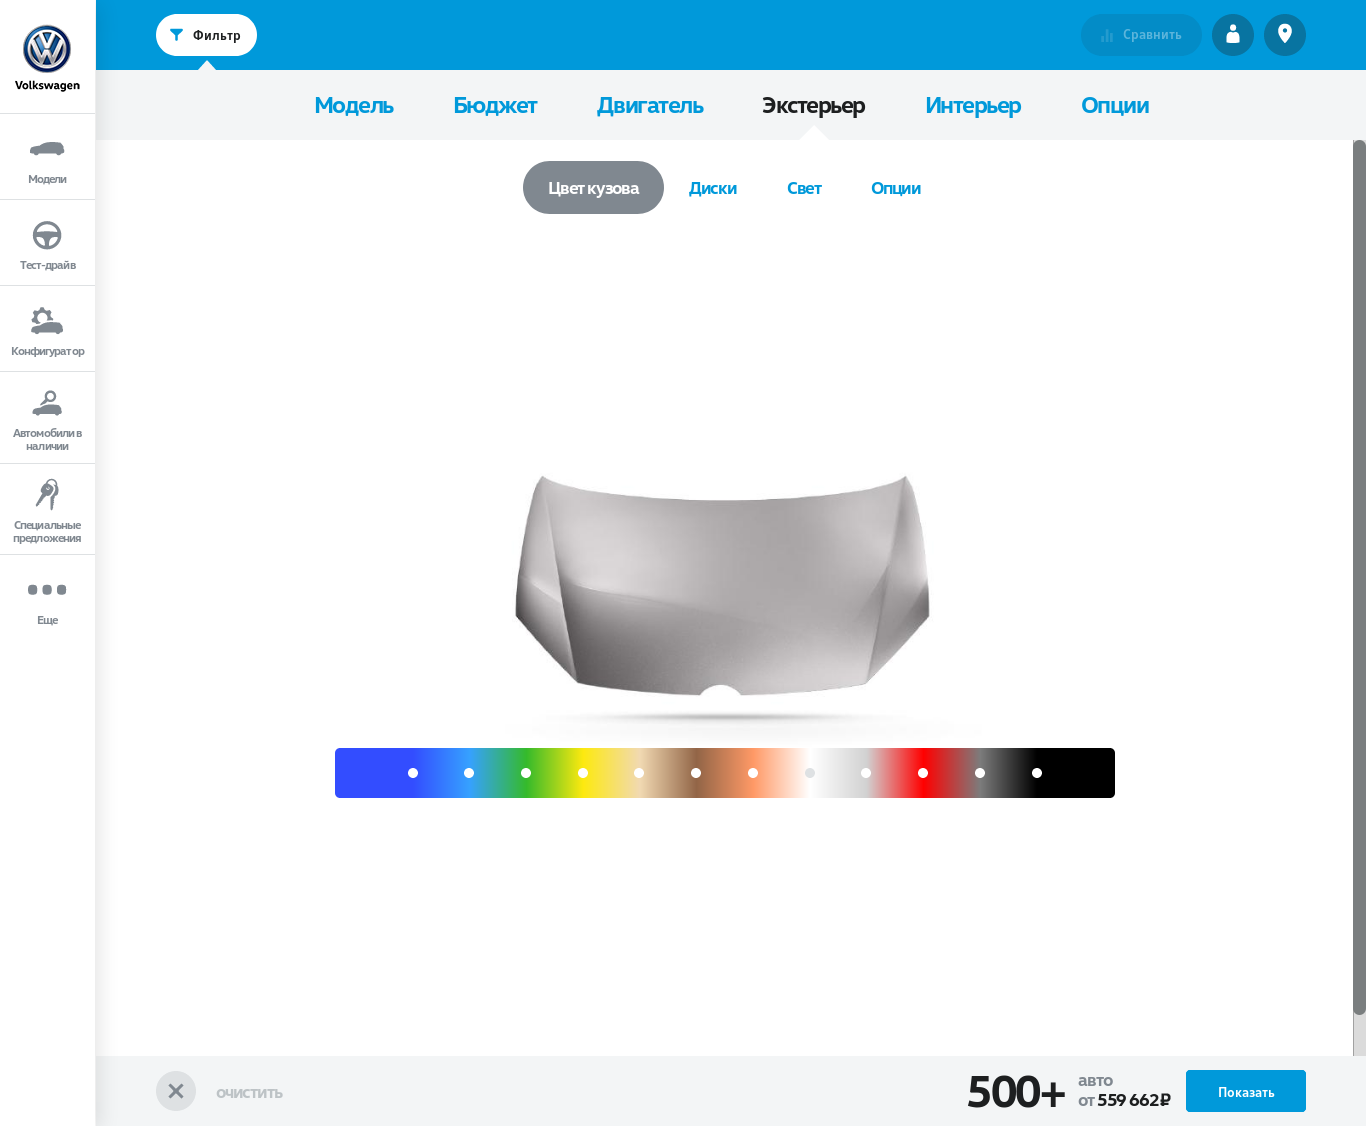 Фильтр
Сравнить
Volkswagen
Модель
Бюджет
Двигатель
Экстерьер
Интерьер
Опции
Цвет кузова
Диски
Свет
Опции
Модели
Тест-драйв
Конфигуратор
Автомобили в
наличии
Специальные
предложения
Еще
ОЧИСТИТЬ
500+
авто
от 559 662₽
Показать